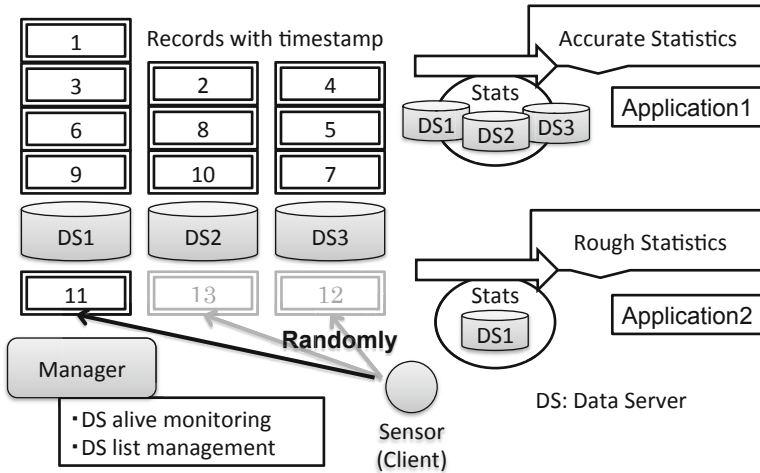 1
Records with timestamp
3
2
4
6
8
5
9
10
7
DS1
DS2
DS3
11
13
12
Randomly
Manager
・DS alive monitoring
・DS list management
Sensor
(Client)
Accurate Statistics
Stats
DS1
DS2
DS3
Application1
Rough Statistics
Stats
DS1
Application2
DS: Data Server